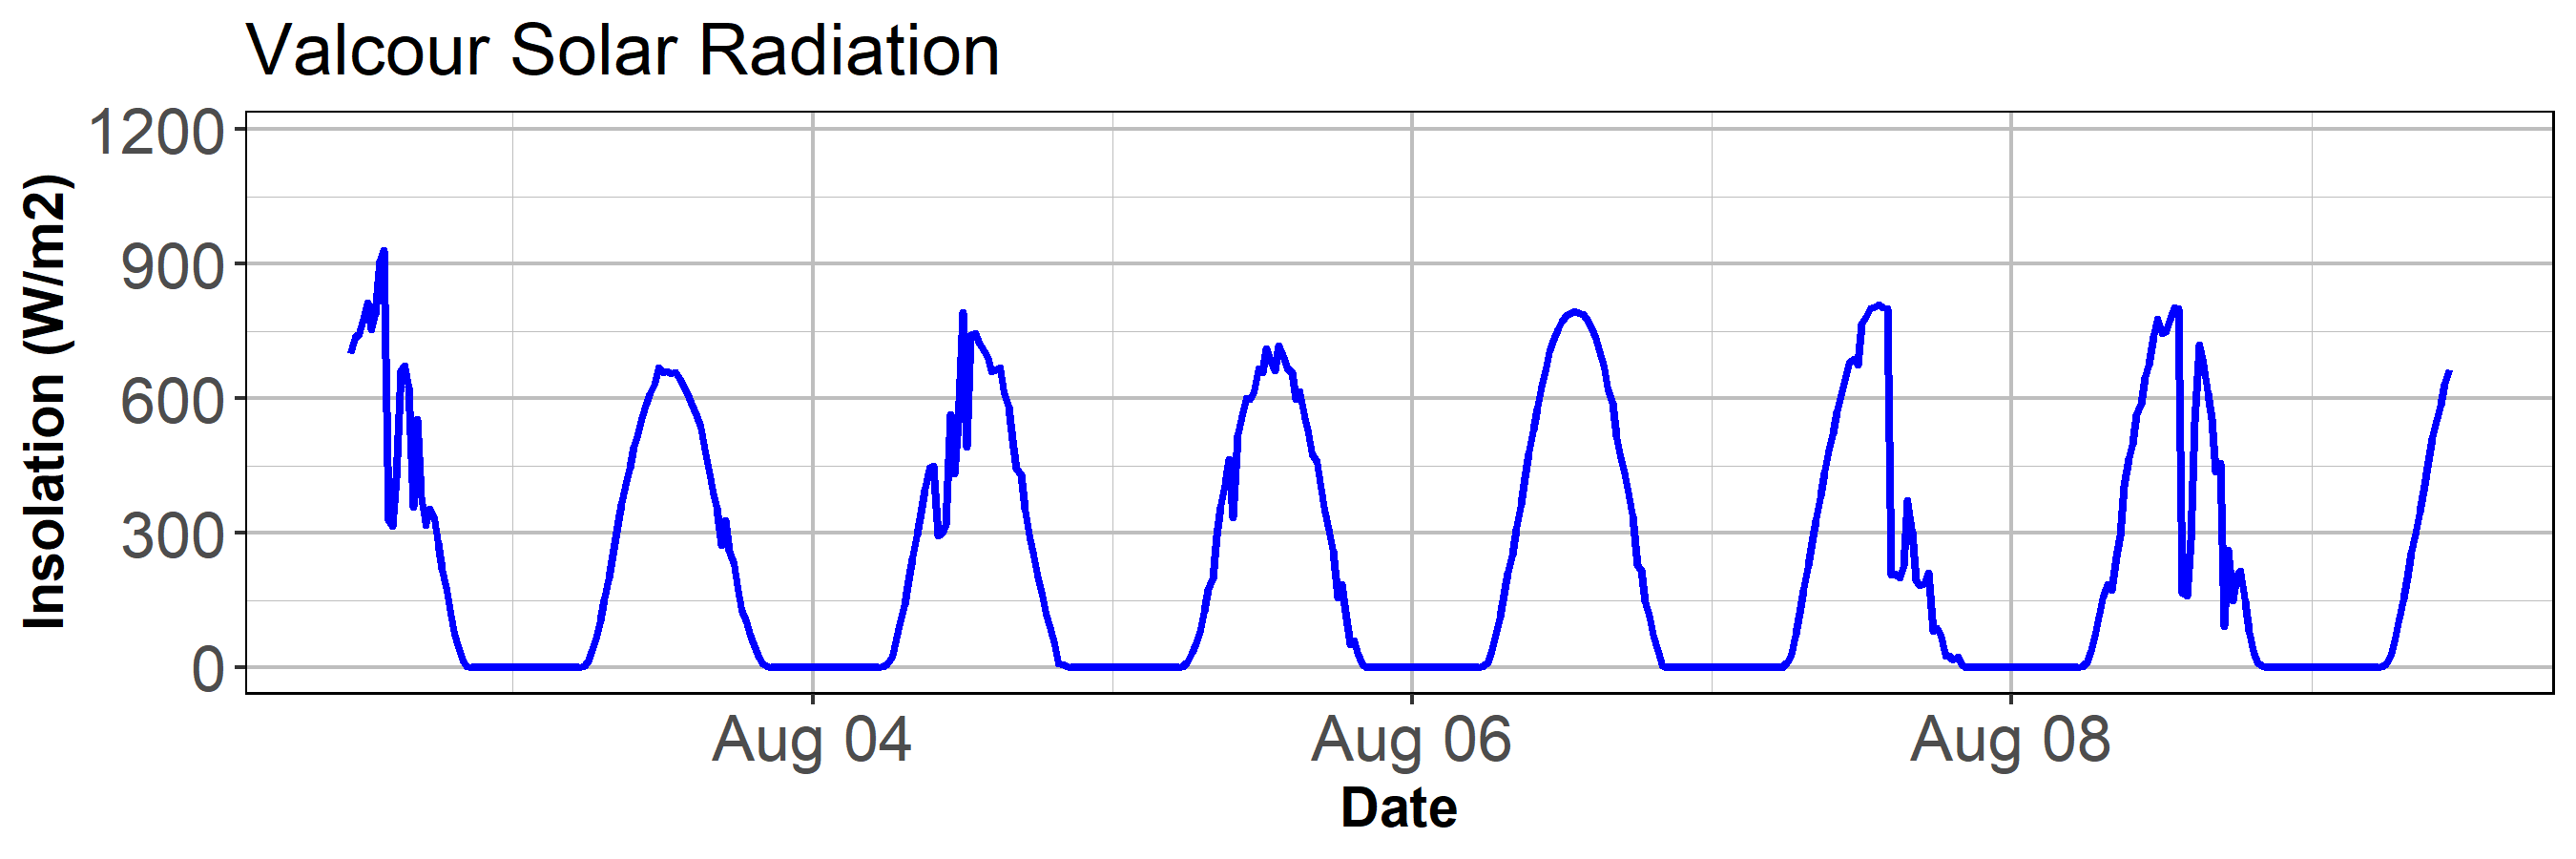 Valcour Solar Radiation
Insolation (W/m2)
1200
900
600
300
0
Aug 04
Aug 06
Aug 08
Date